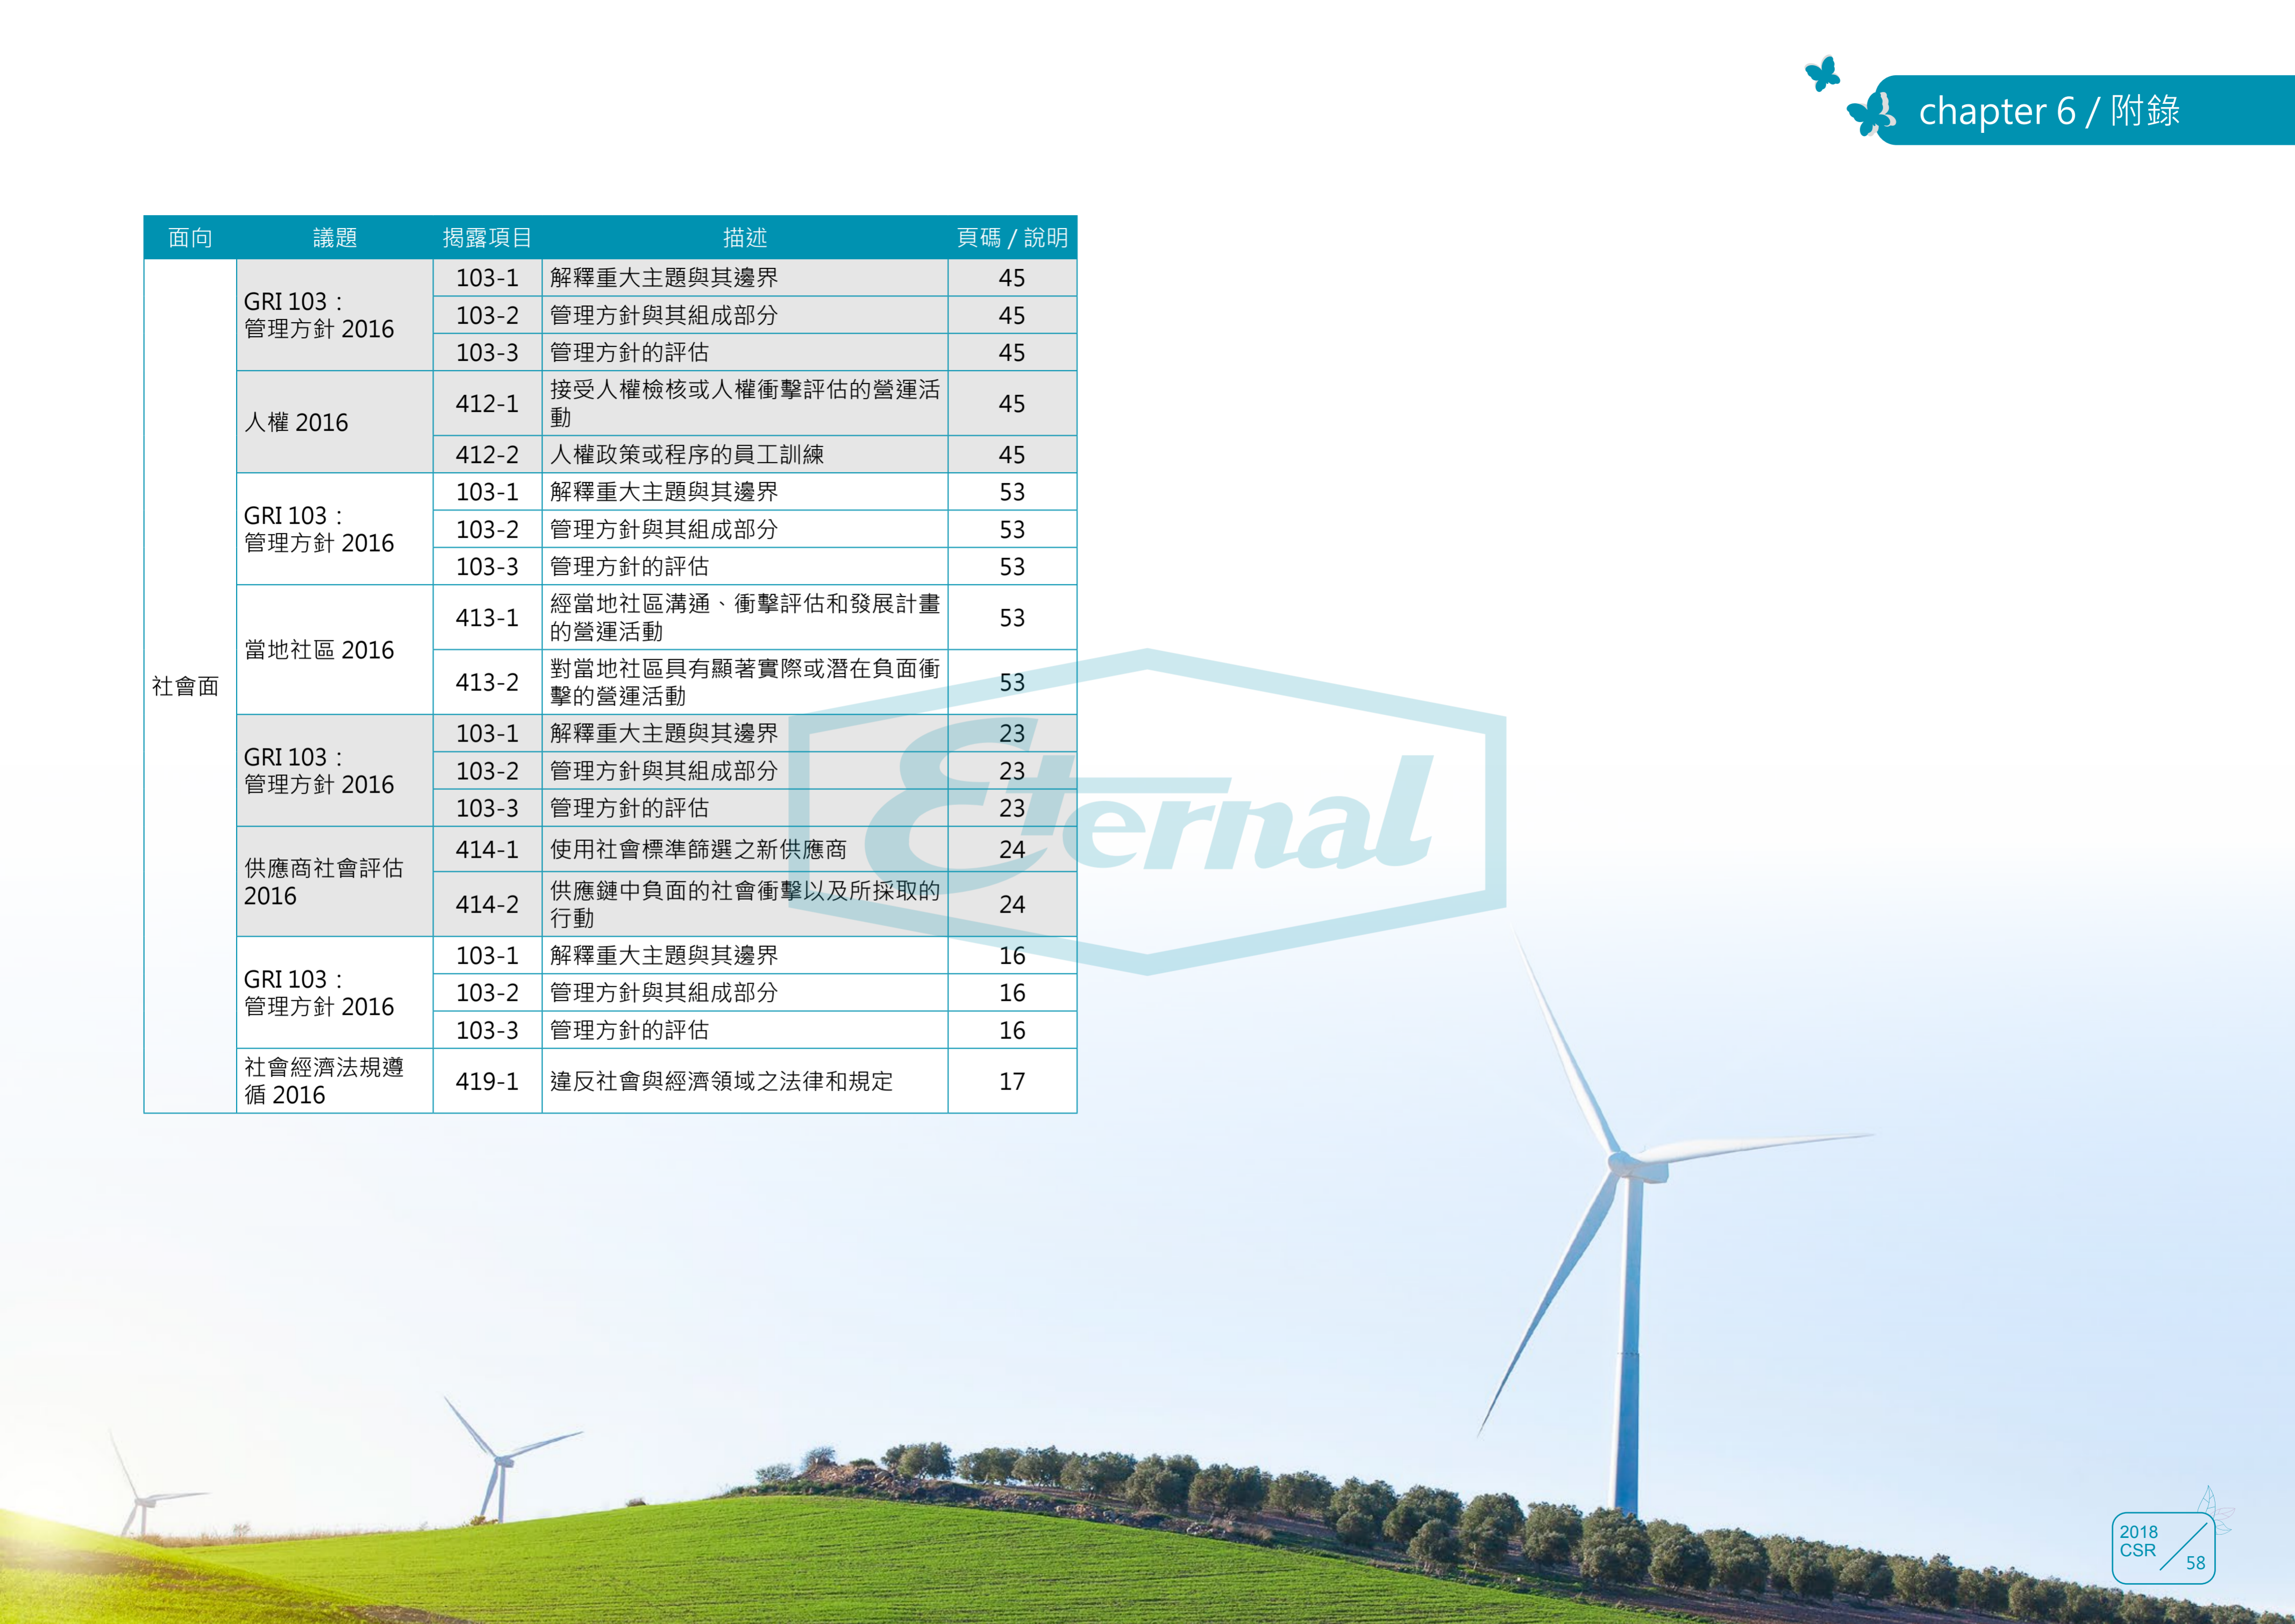 chapter 6 / 附錄
面向 議題 揭露項目 描述 頁碼 / 說明
社會面
GRI 103：
管理方針 2016
103-1 解釋重大主題與其邊界 45
103-2 管理方針與其組成部分 45
103-3 管理方針的評估 45
人權 2016
412-1 接受人權檢核或人權衝擊評估的營運活
動 45
412-2 人權政策或程序的員工訓練 45
GRI 103：
管理方針 2016
103-1 解釋重大主題與其邊界 53
103-2 管理方針與其組成部分 53
103-3 管理方針的評估 53
當地社區 2016
413-1 經當地社區溝通、衝擊評估和發展計畫
的營運活動 53
413-2 對當地社區具有顯著實際或潛在負面衝
擊的營運活動 53
GRI 103：
管理方針 2016
103-1 解釋重大主題與其邊界 23
103-2 管理方針與其組成部分 23
103-3 管理方針的評估 23
供應商社會評估
2016
414-1 使用社會標準篩選之新供應商 24
414-2 供應鏈中負面的社會衝擊以及所採取的
行動 24
GRI 103：
管理方針 2016
103-1 解釋重大主題與其邊界 16
103-2 管理方針與其組成部分 16
103-3 管理方針的評估 16
社會經濟法規遵
循 2016
419-1 違反社會與經濟領域之法律和規定 17
Eternal
2018
CSR
58